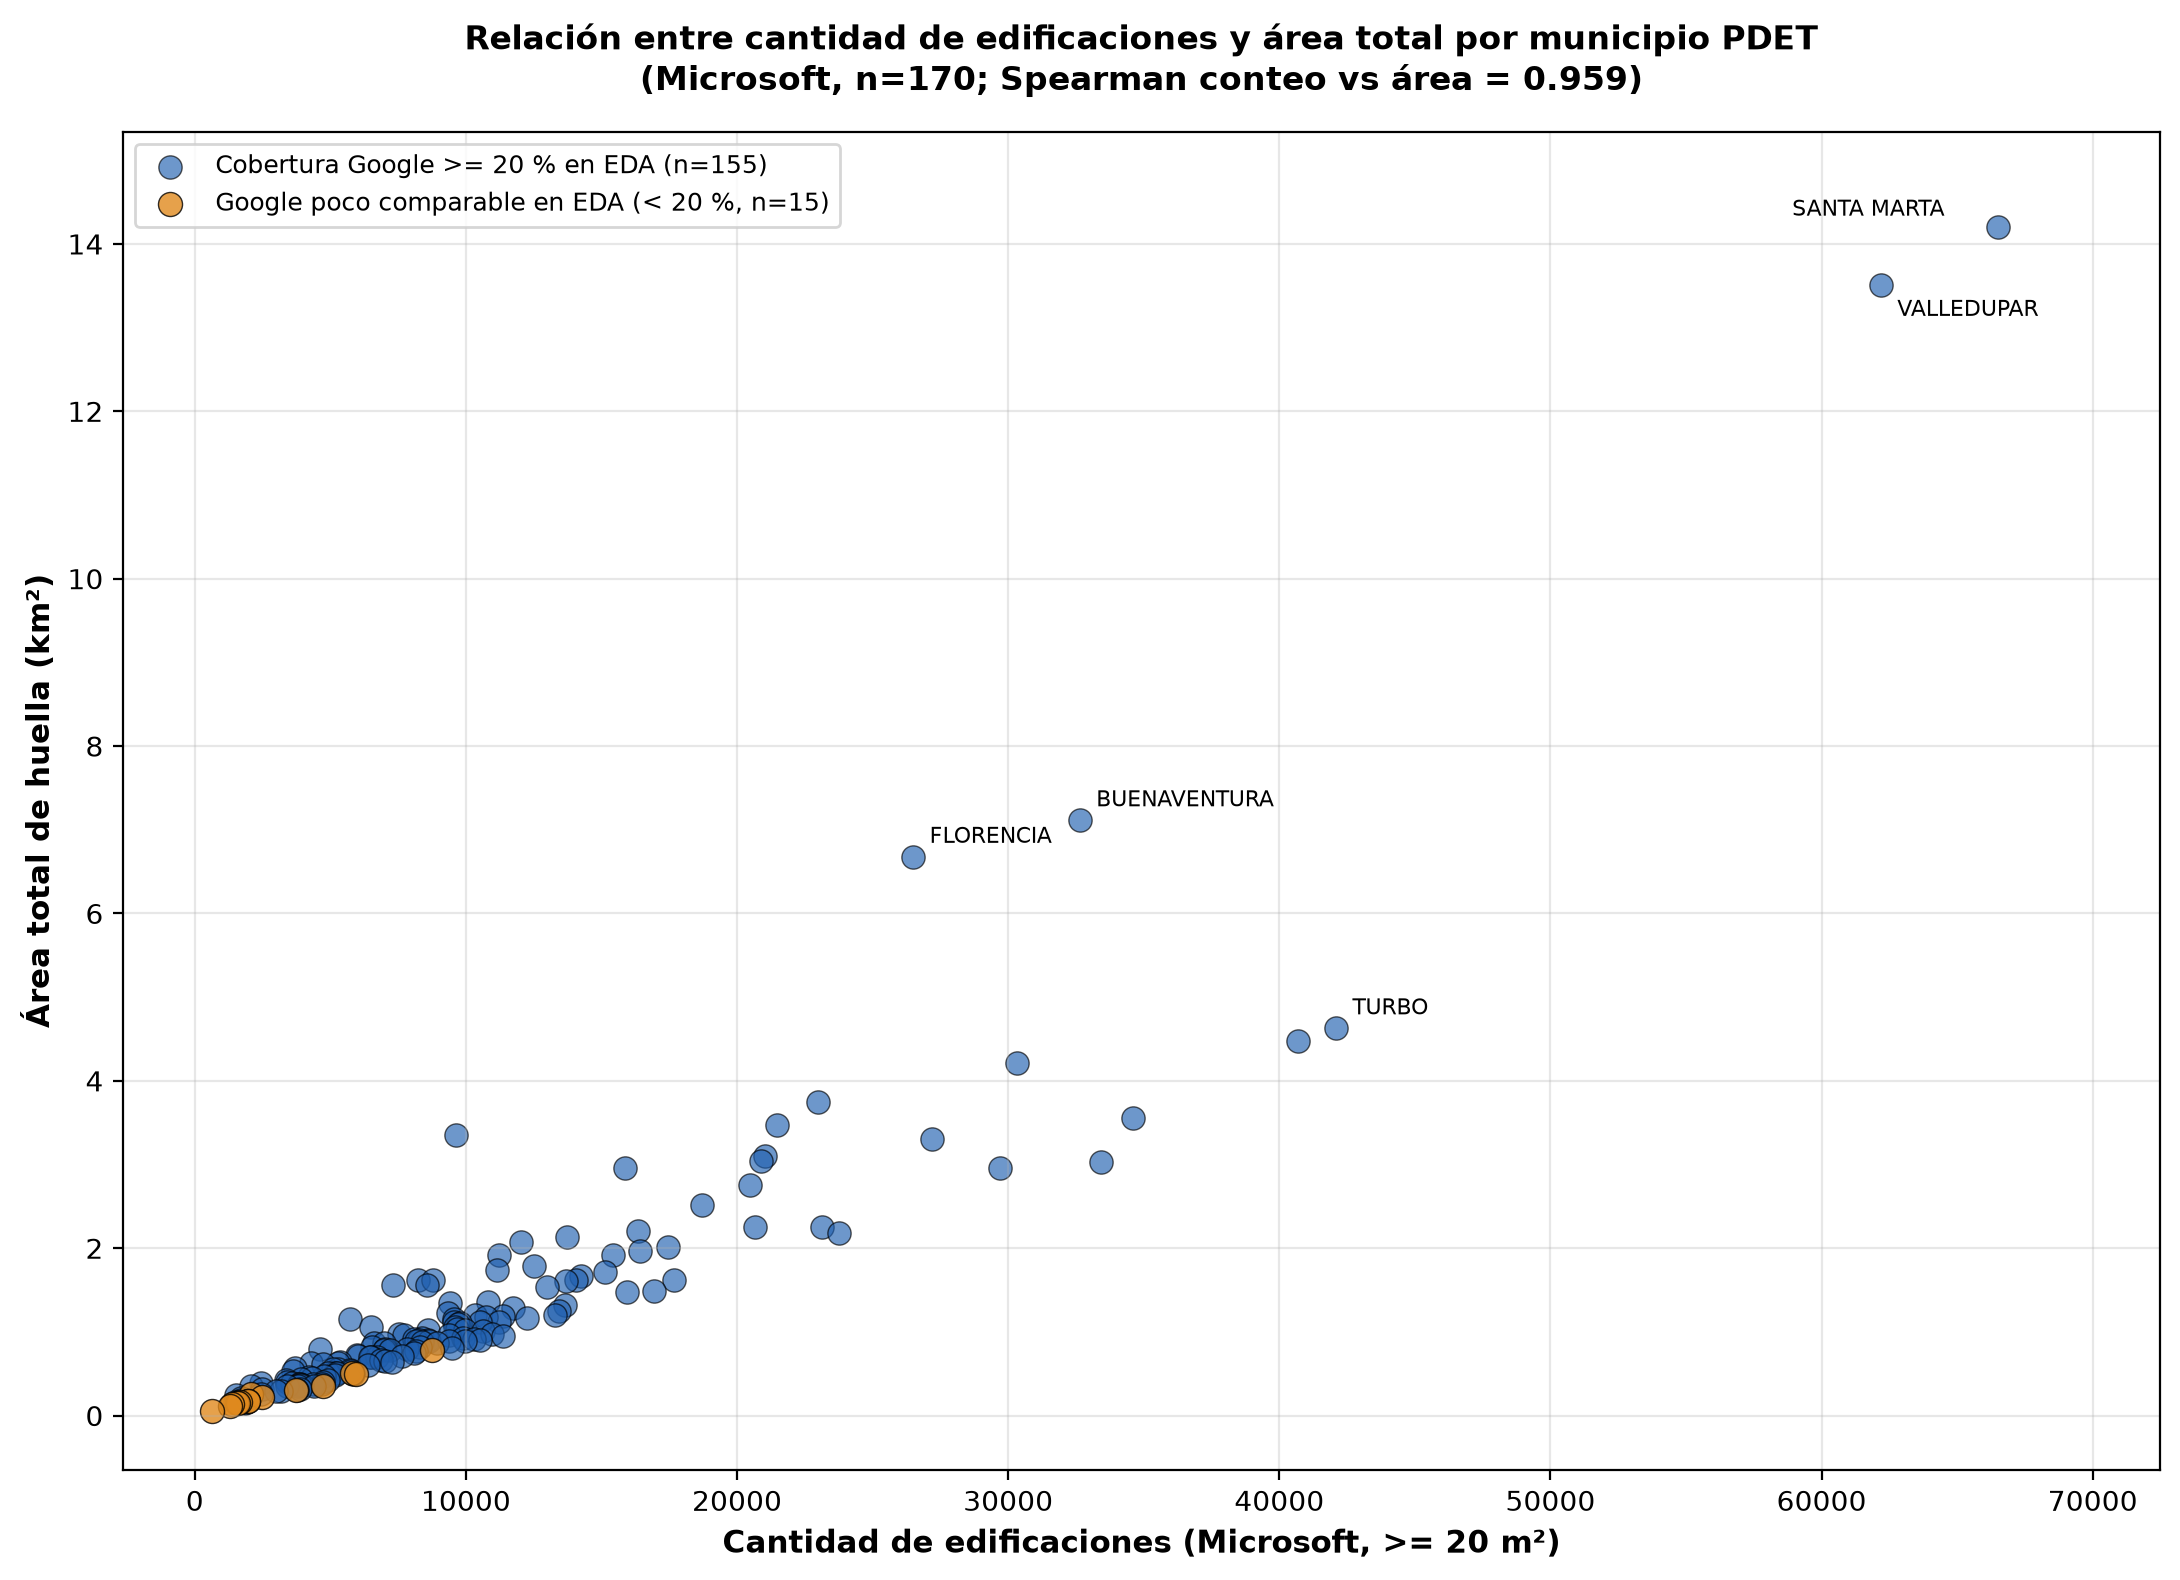 Relación entre cantidad de edificaciones y área total por municipio PDET
(Microsoft, n=170; Spearman conteo vs área = 0.959)
Cobertura Google >= 20 % en EDA (n=155)
Google poco comparable en EDA (< 20 %, n=15)
SANTA MARTA
VALLEDUPAR
BUENAVENTURA
FLORENCIA
TURBO
Área total de huella (km²)
14
12
10
8
6
4
2
0
0 10000 20000 30000 40000 50000 60000 70000
Cantidad de edificaciones (Microsoft, >= 20 m²)